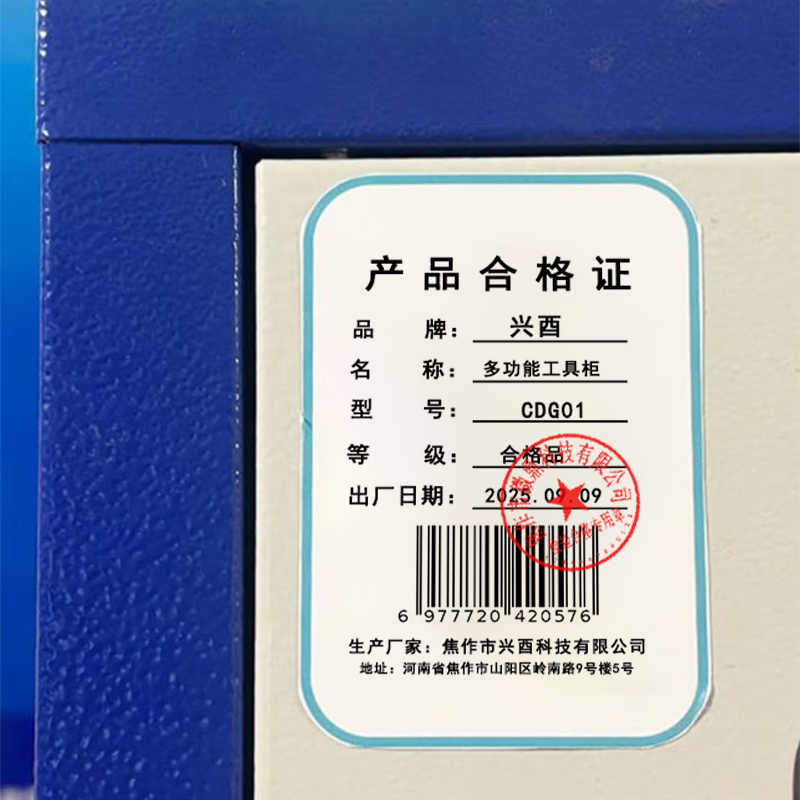 产品合格证
品 牌： 兴酉
名 称： 多功能工具柜
型 号： CDG01
等 级： 合格品
出厂日期： 2025.09.09
6 977720 420576
生产厂家：焦作市兴酉科技有限公司
地址：河南省焦作市山阳区岭南路9号楼5号